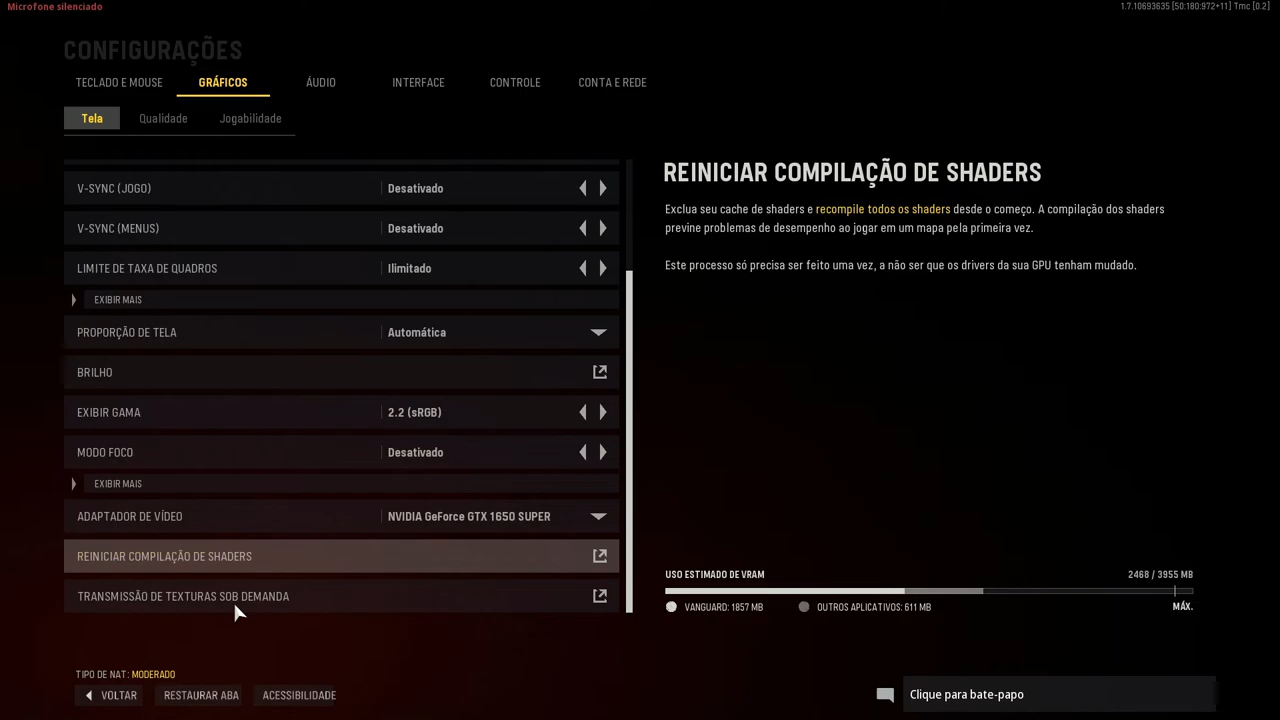 Microfone silenciado
1.7.10693635 [50:180:972+11] Tmc [0.2]
CONFIGURAÇÕES
TECLADO E MOUSE GRÁFICOS ÁUDIO INTERFACE CONTROLE CONTA E REDE
Tela Qualidade Jogabilidade
V-SYNC (JOGO) Desativado
V-SYNC (MENUS) Desativado
LIMITE DE TAXA DE QUADROS Ilimitado
EXIBIR MAIS
PROPORÇÃO DE TELA Automática
BRILHO
EXIBIR GAMA 2.2 (sRGB)
MODO FOCO Desativado
EXIBIR MAIS
ADAPTADOR DE VÍDEO NVIDIA GeForce GTX 1650 SUPER
REINICIAR COMPILAÇÃO DE SHADERS
TRANSMISSÃO DE TEXTURAS SOB DEMANDA
REINICIAR COMPILAÇÃO DE SHADERS
Exclua seu cache de shaders e recompile todos os shaders desde o começo. A compilação dos shaders
previne problemas de desempenho ao jogar em um mapa pela primeira vez.
Este processo só precisa ser feito uma vez, a não ser que os drivers da sua GPU tenham mudado.
USO ESTIMADO DE VRAM 2468 / 3955 MB
VANGUARD: 1857 MB OUTROS APLICATIVOS: 611 MB MÁX.
TIPO DE NAT: MODERADO
VOLTAR RESTAURAR ABA ACESSIBILIDADE
Clique para bate-papo